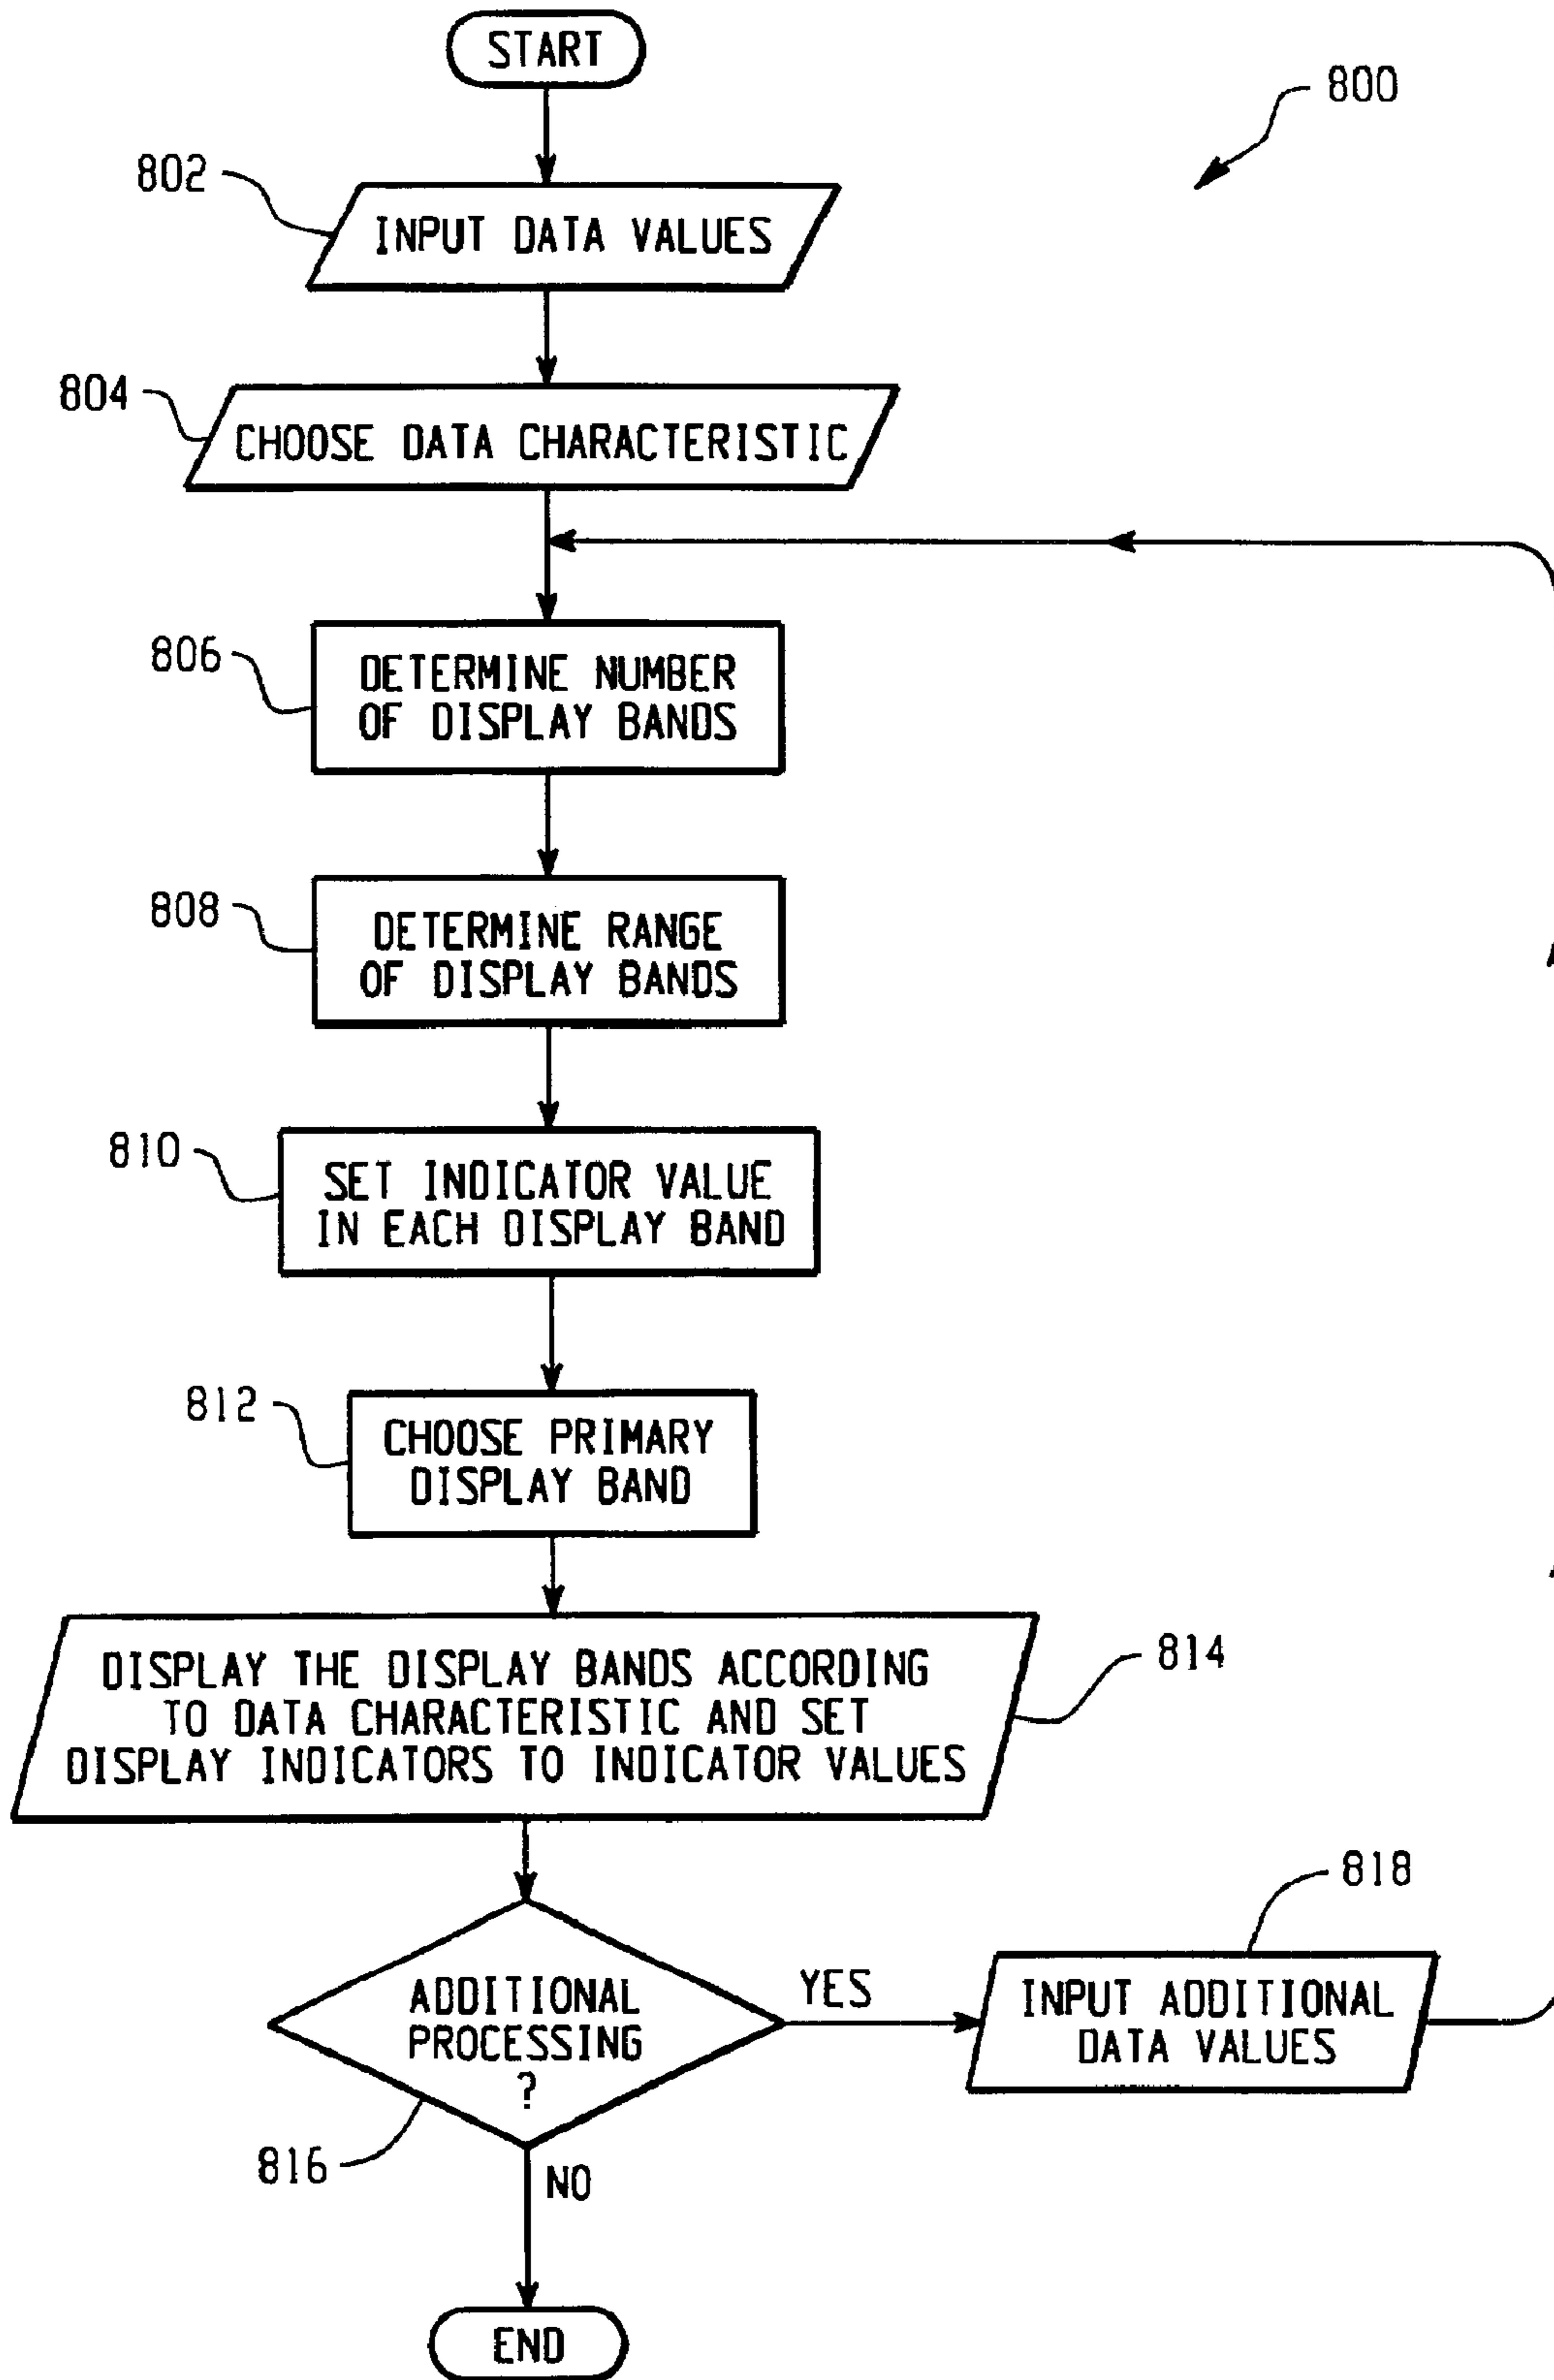 START
800
802
INPUT DATA VALUES
804
CHOOSE DATA CHARACTERISTIC
806
DETERMINE NUMBER
OF DISPLAY BANDS
808
DETERMINE RANGE
OF DISPLAY BANDS
810
SET INDICATOR VALUE
IN EACH DISPLAY BAND
812
CHOOSE PRIMARY
DISPLAY BAND
814
DISPLAY THE DISPLAY BANDS ACCORDING
TO DATA CHARACTERISTIC AND SET
DISPLAY INDICATORS TO INDICATOR VALUES
816
ADDITIONAL
PROCESSING
?
YES
818
INPUT ADDITIONAL
DATA VALUES
NO
END